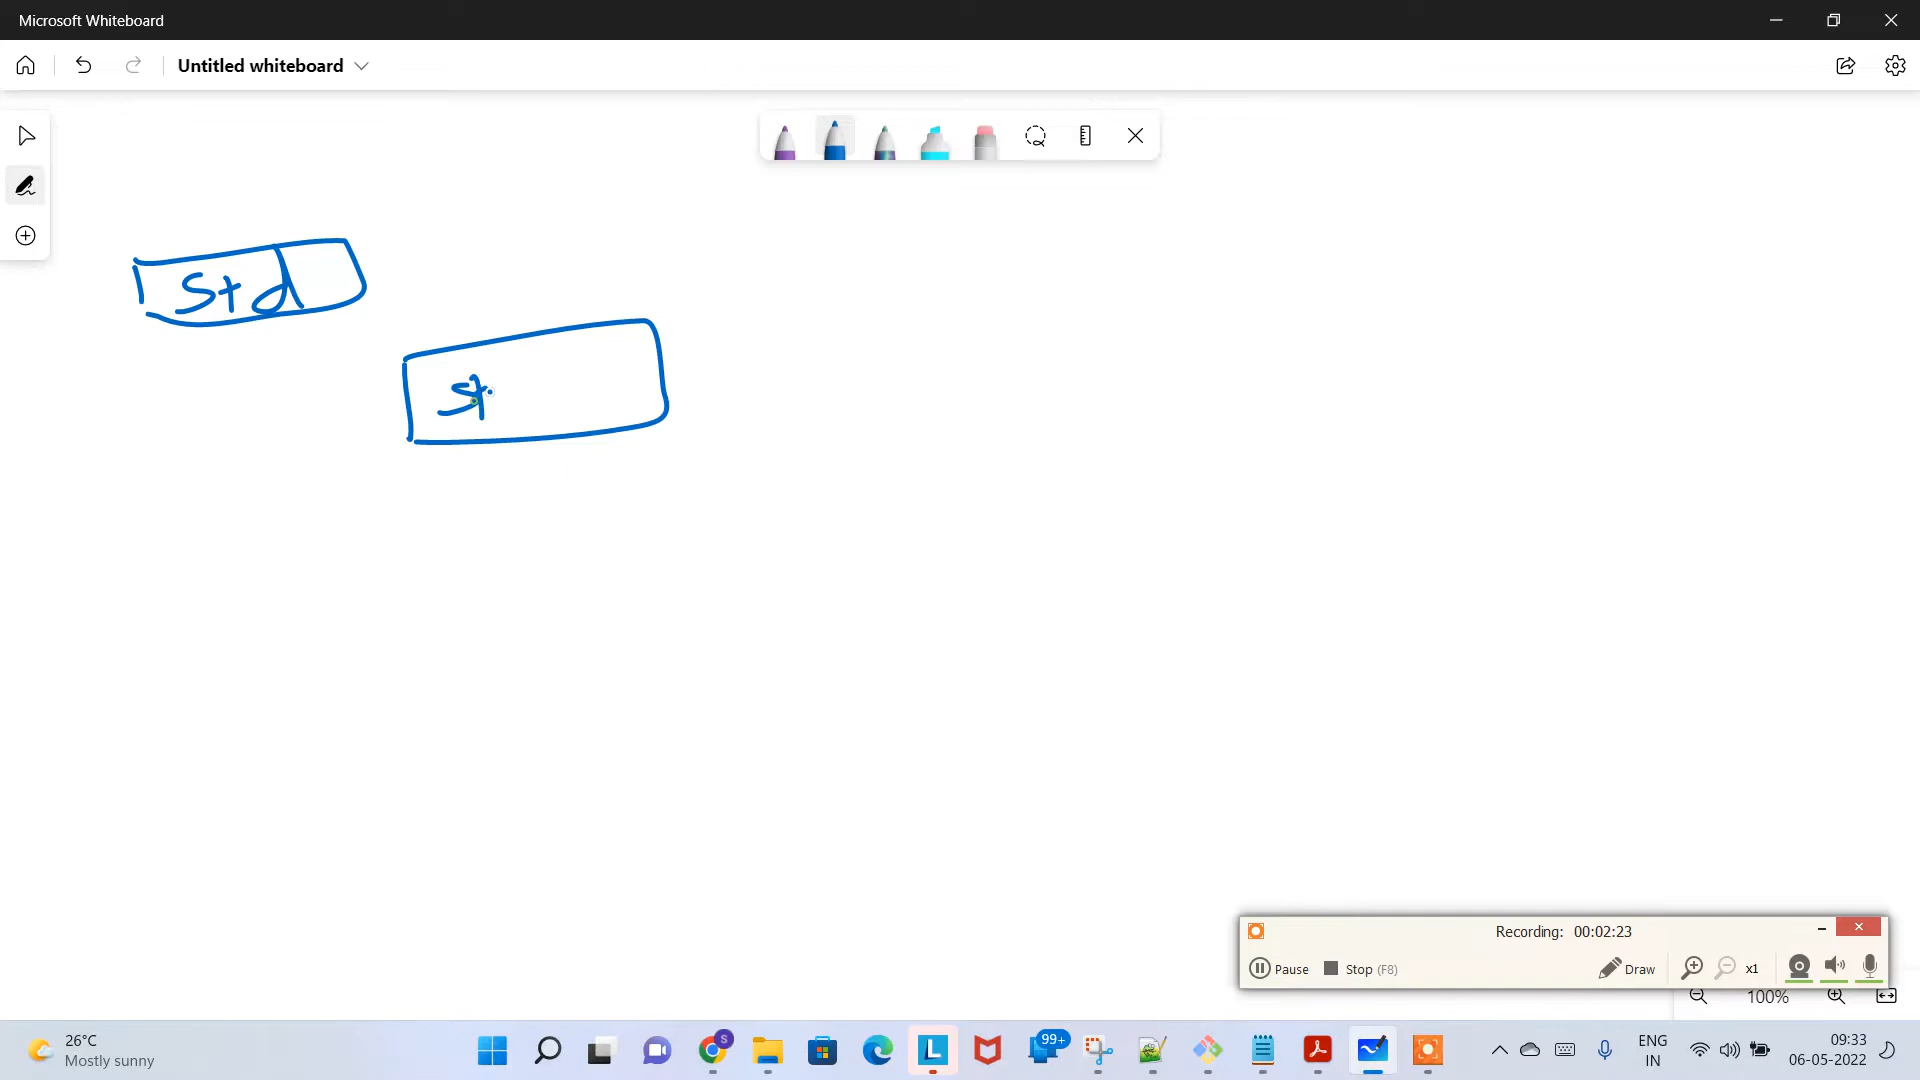 Microsoft Whiteboard
Untitled whiteboard
Std
St
Recording: 00:02:23
Pause
Stop (F8)
Draw
x1
100%
26°C
Mostly sunny
S
99+
L
ENG
IN
09:33
06-05-2022